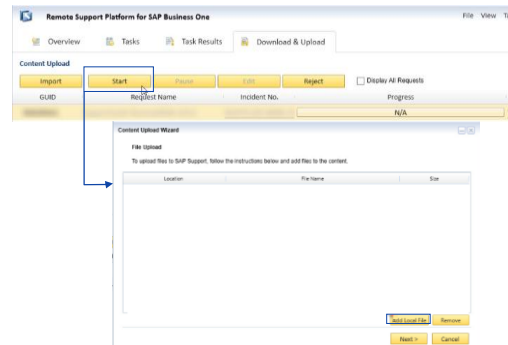 Remote Support Platform for SAP Business One
File View
Overview Tasks Task Results Download & Upload
Content Upload
Import Start Pause Edit Reject Display All Requests
GUID Request Name Incident No. Progress
N/A
Content Upload Wizard
File Upload
To upload files to SAP Support, follow the instructions below and add files to the content.
Location File Name Size
Add Local File Remove
Next > Cancel